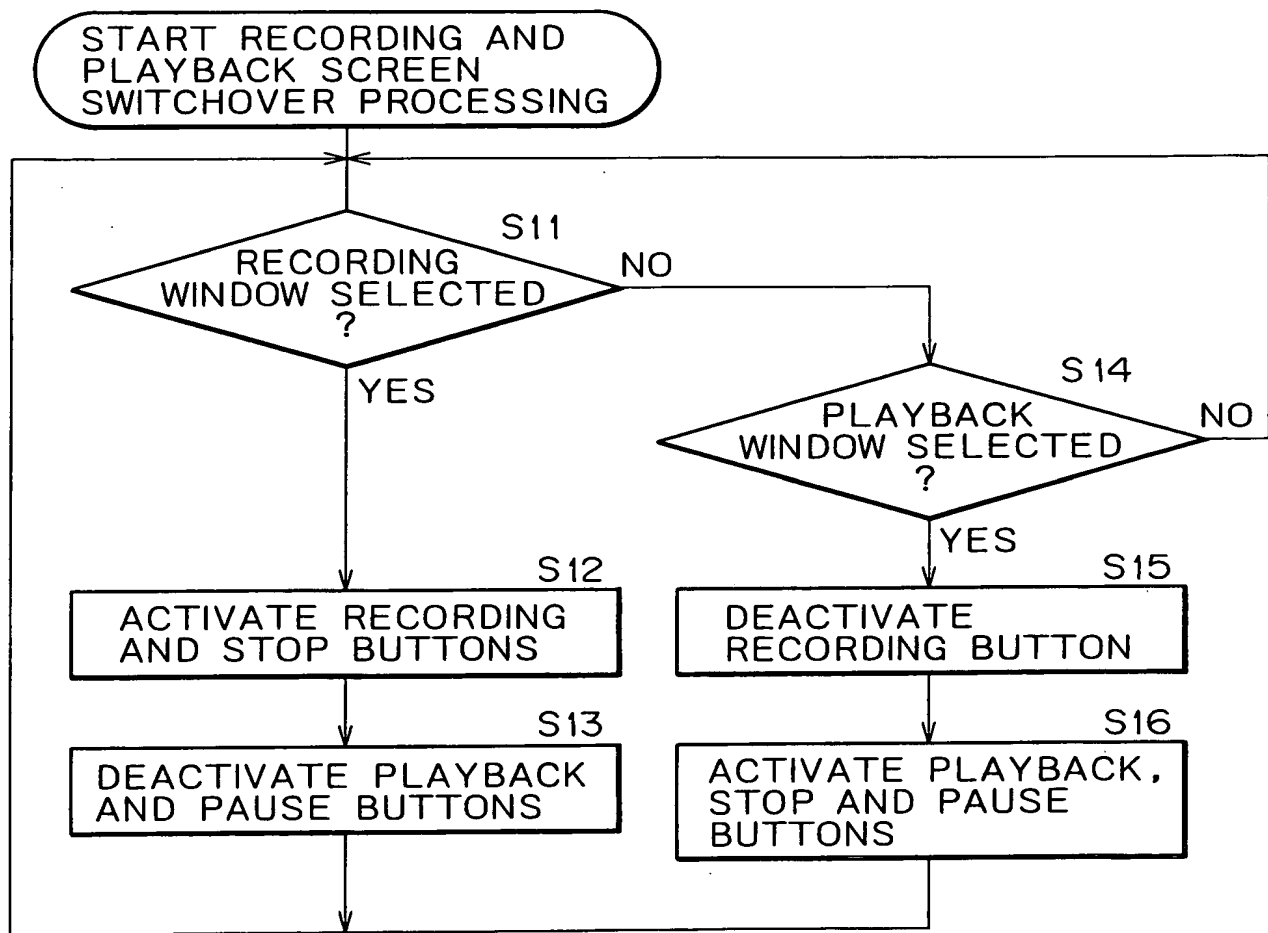 START RECORDING AND
PLAYBACK SCREEN
SWITCHOVER PROCESSING
S11
RECORDING
WINDOW SELECTED
?
NO
YES
S14
PLAYBACK
WINDOW SELECTED
?
NO
YES
S12
ACTIVATE RECORDING
AND STOP BUTTONS
S13
DEACTIVATE PLAYBACK
AND PAUSE BUTTONS
S15
DEACTIVATE
RECORDING BUTTON
S16
ACTIVATE PLAYBACK,
STOP AND PAUSE
BUTTONS